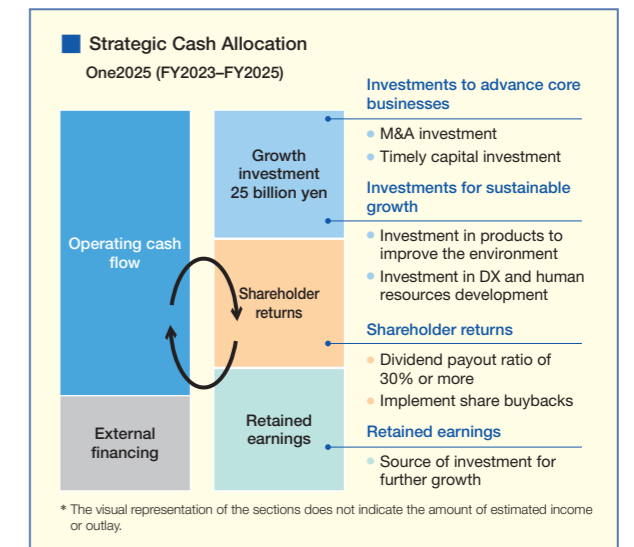 Strategic Cash Allocation
One2025 (FY2023–FY2025)
Operating cash
flow
External
financing
Growth
investment
25 billion yen
Shareholder
returns
Retained
earnings
Investments to advance core
businesses
M&A investment
Timely capital investment
Investments for sustainable
growth
Investment in products to
improve the environment
Investment in DX and human
resources development
Shareholder returns
Dividend payout ratio of
30% or more
Implement share buybacks
Retained earnings
Source of investment for
further growth
* The visual representation of the sections does not indicate the amount of estimated income
or outlay.